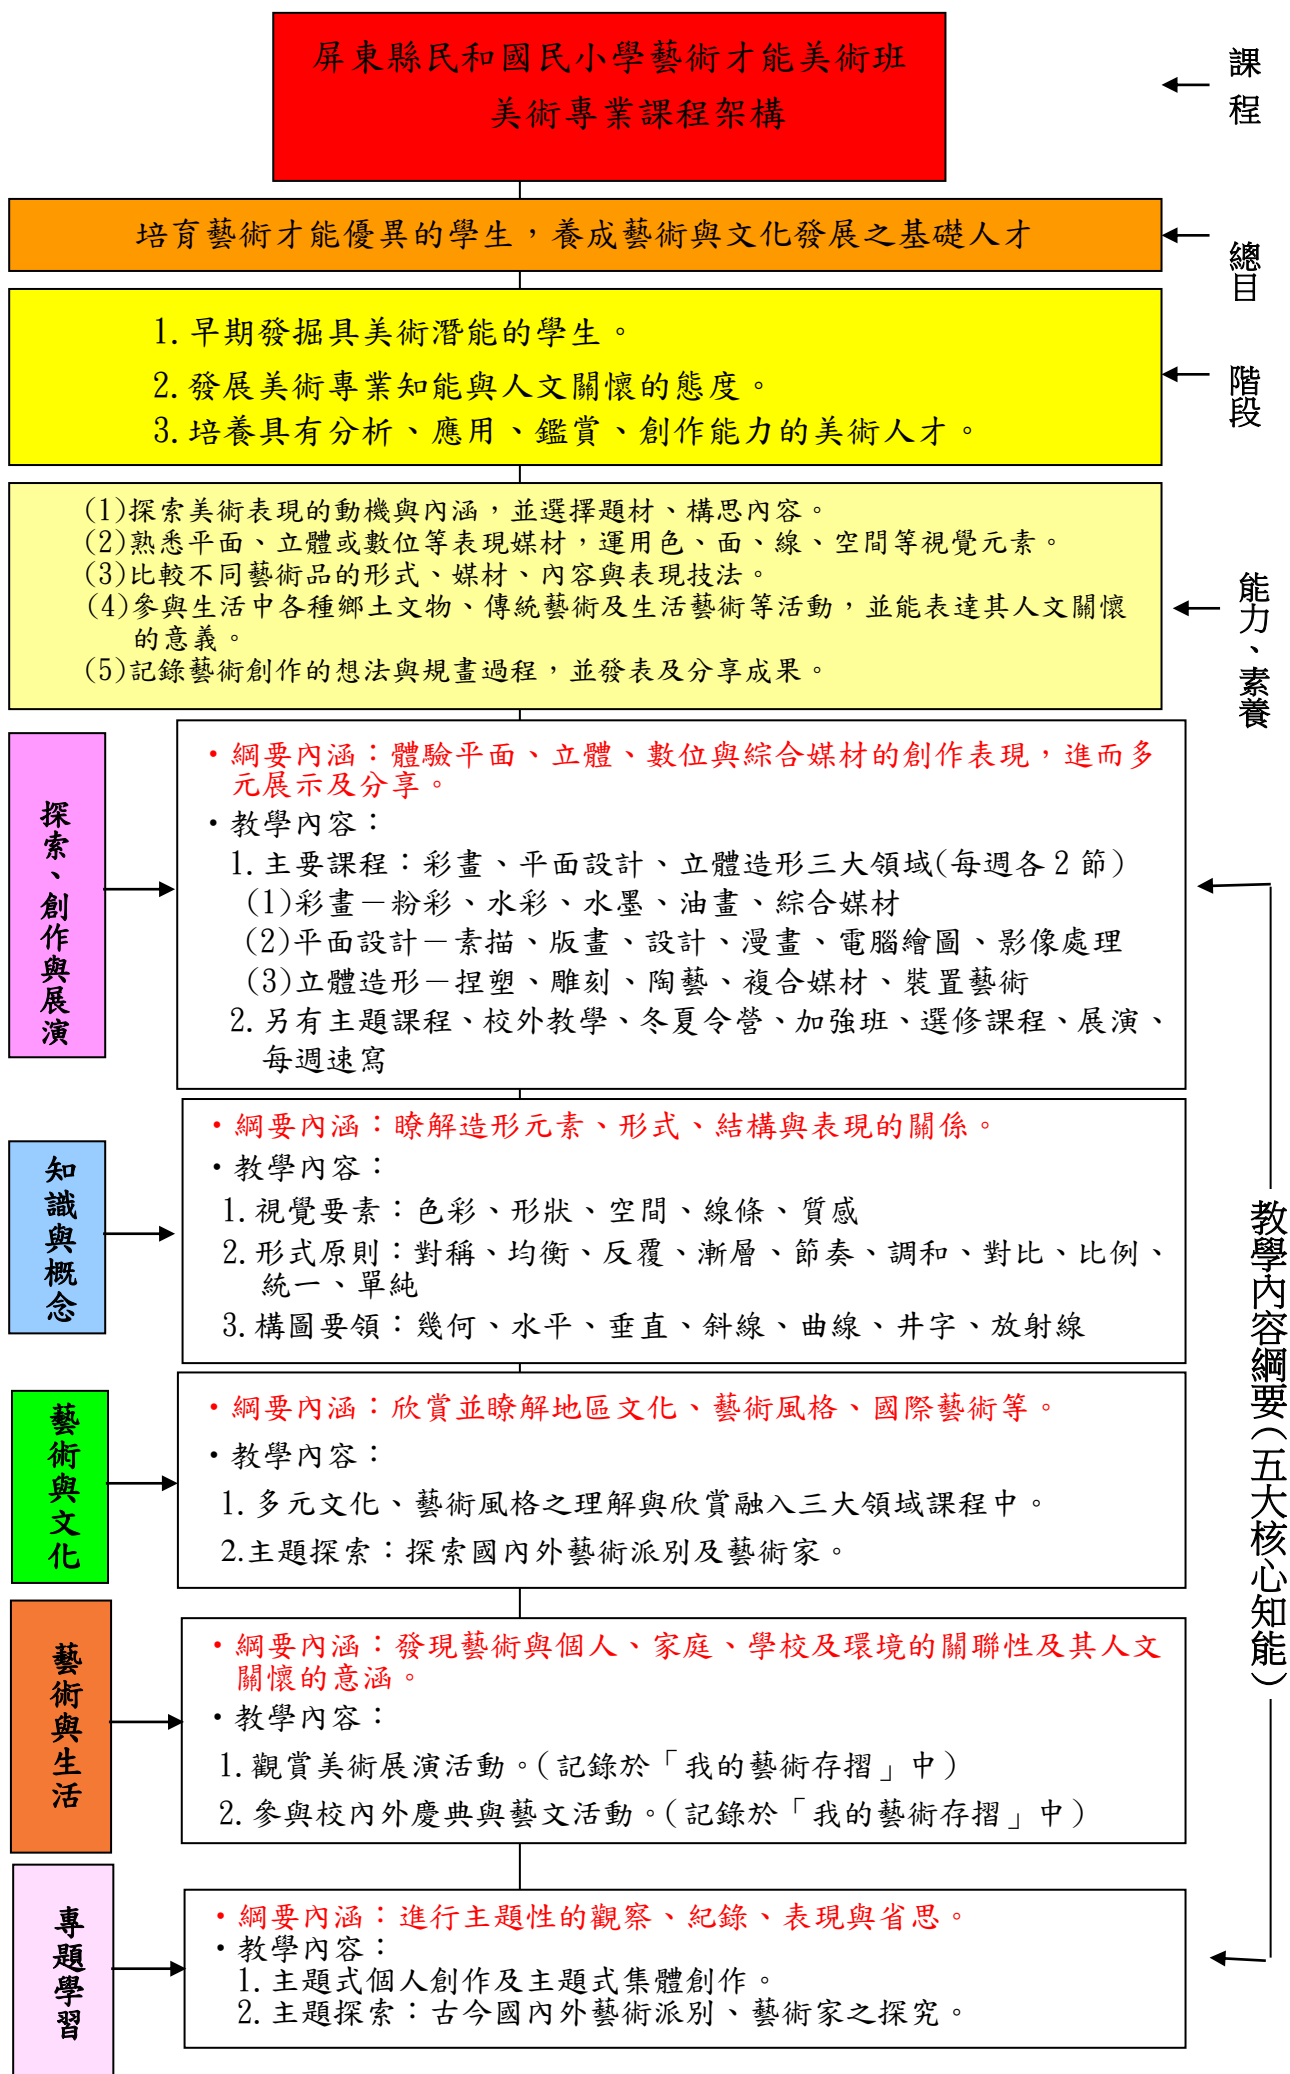 屏東縣民和國民小學藝術才能美術班
美術專業課程架構
課程
培育藝術才能優異的學生，養成藝術與文化發展之基礎人才
總目
1.早期發掘具美術潛能的學生。
2.發展美術專業知能與人文關懷的態度。
3.培養具有分析、應用、鑑賞、創作能力的美術人才。
階段
(1)探索美術表現的動機與內涵，並選擇題材、構思內容。
(2)熟悉平面、立體或數位等表現媒材，運用色、面、線、空間等視覺元素。
(3)比較不同藝術品的形式、媒材、內容與表現技法。
(4)參與生活中各種鄉土文物、傳統藝術及生活藝術等活動，並能表達其人文關懷
的意義。
(5)記錄藝術創作的想法與規畫過程，並發表及分享成果。
能力、素養
探索、創作與展演
・綱要內涵：體驗平面、立體、數位與綜合媒材的創作表現，進而多
元展示及分享。
・教學內容：
1.主要課程：彩畫、平面設計、立體造形三大領域(每週各2節)
(1)彩畫－粉彩、水彩、水墨、油畫、綜合媒材
(2)平面設計－素描、版畫、設計、漫畫、電腦繪圖、影像處理
(3)立體造形－捏塑、雕刻、陶藝、複合媒材、裝置藝術
2.另有主題課程、校外教學、冬夏令營、加強班、選修課程、展演、
每週速寫
知識與概念
・綱要內涵：瞭解造形元素、形式、結構與表現的關係。
・教學內容：
1.視覺要素：色彩、形狀、空間、線條、質感
2.形式原則：對稱、均衡、反覆、漸層、節奏、調和、對比、比例、
統一、單純
3.構圖要領：幾何、水平、垂直、斜線、曲線、井字、放射線
教學內容綱要（五大核心知能）
藝術與文化
・綱要內涵：欣賞並瞭解地區文化、藝術風格、國際藝術等。
・教學內容：
1.多元文化、藝術風格之理解與欣賞融入三大領域課程中。
2.主題探索：探索國內外藝術派別及藝術家。
藝術與生活
・綱要內涵：發現藝術與個人、家庭、學校及環境的關聯性及其人文
關懷的意涵。
・教學內容：
1.觀賞美術展演活動。(記錄於「我的藝術存摺」中)
2.參與校內外慶典與藝文活動。(記錄於「我的藝術存摺」中)
專題學習
・綱要內涵：進行主題性的觀察、紀錄、表現與省思。
・教學內容：
1.主題式個人創作及主題式集體創作。
2.主題探索：古今國內外藝術派別、藝術家之探究。